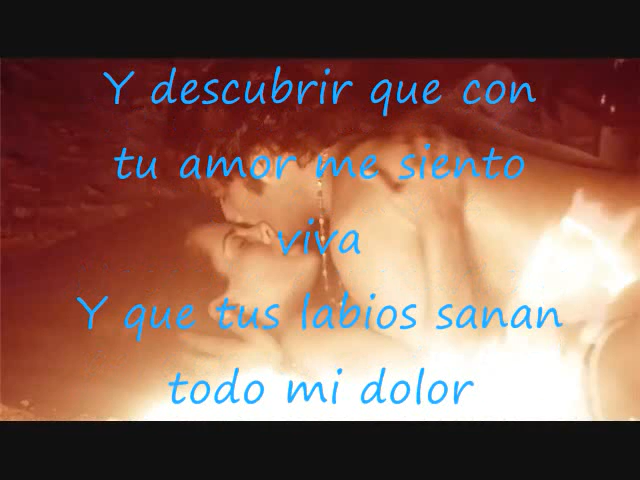 Y descubrir que con
tu amor me siento
viva
Y que tus labios sanan
todo mi dolor